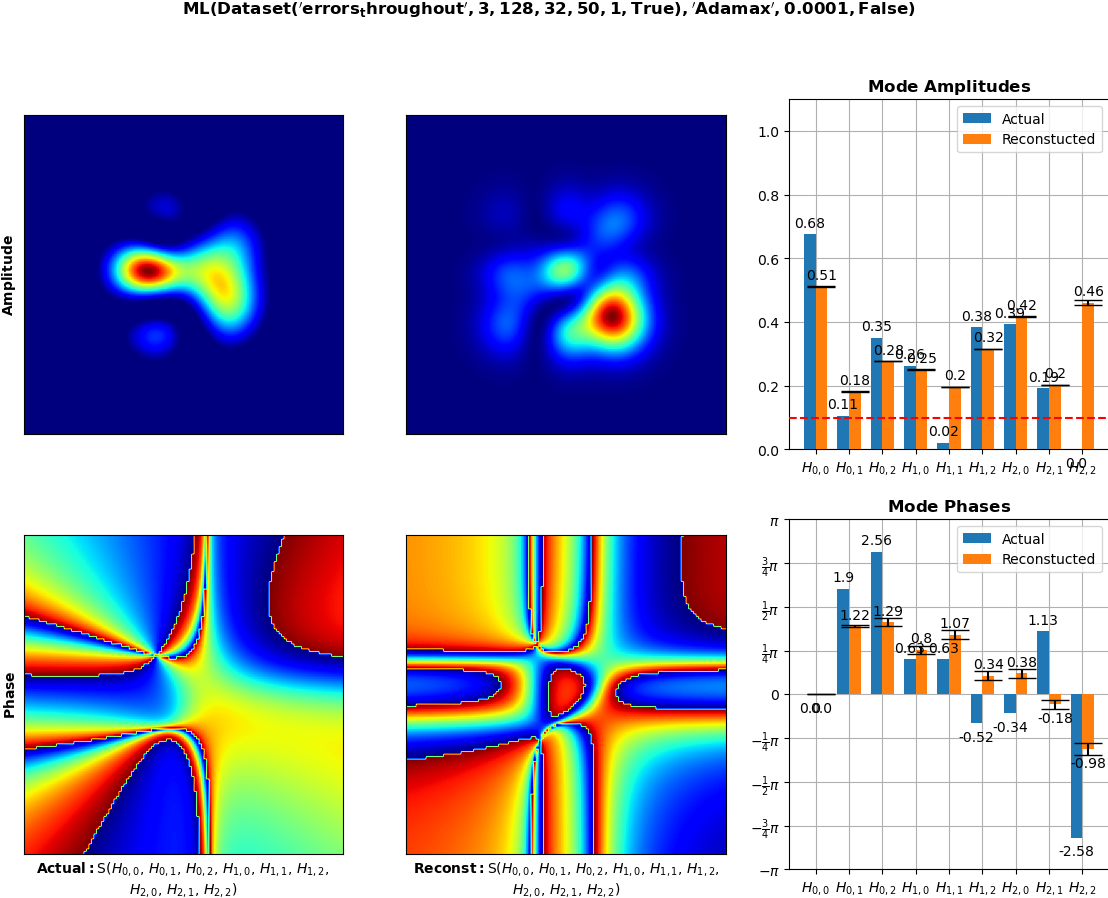 ML(Dataset('errors_throughout', 3, 128, 32, 50, 1, True), 'Adamax', 0.0001, False)
Mode Amplitudes
Amplitude
Actual
Reconstucted
1.0
0.8
0.6
0.4
0.2
0.0
0.68
0.51
0.11
0.18
0.35
0.28
0.26
0.25
0.02
0.2
0.38
0.32
0.39
0.42
0.19
0.2
0.0
0.46
H0,0 H0,1 H0,2 H1,0 H1,1 H1,2 H2,0 H2,1 H2,2
Mode Phases
Phase
Actual
Reconstucted
π
3/4π
1/2π
1/4π
0
−1/4π
−1/2π
−3/4π
−π
0.0
0.0
1.9
1.22
2.56
1.29
0.63
0.8
0.63
1.07
-0.52
0.34
-0.34
0.38
1.13
-0.18
-2.58
-0.98
H0,0 H0,1 H0,2 H1,0 H1,1 H1,2 H2,0 H2,1 H2,2
Actual: S(H0,0, H0,1, H0,2, H1,0, H1,1, H1,2,
H2,0, H2,1, H2,2)
Reconst: S(H0,0, H0,1, H0,2, H1,0, H1,1, H1,2,
H2,0, H2,1, H2,2)